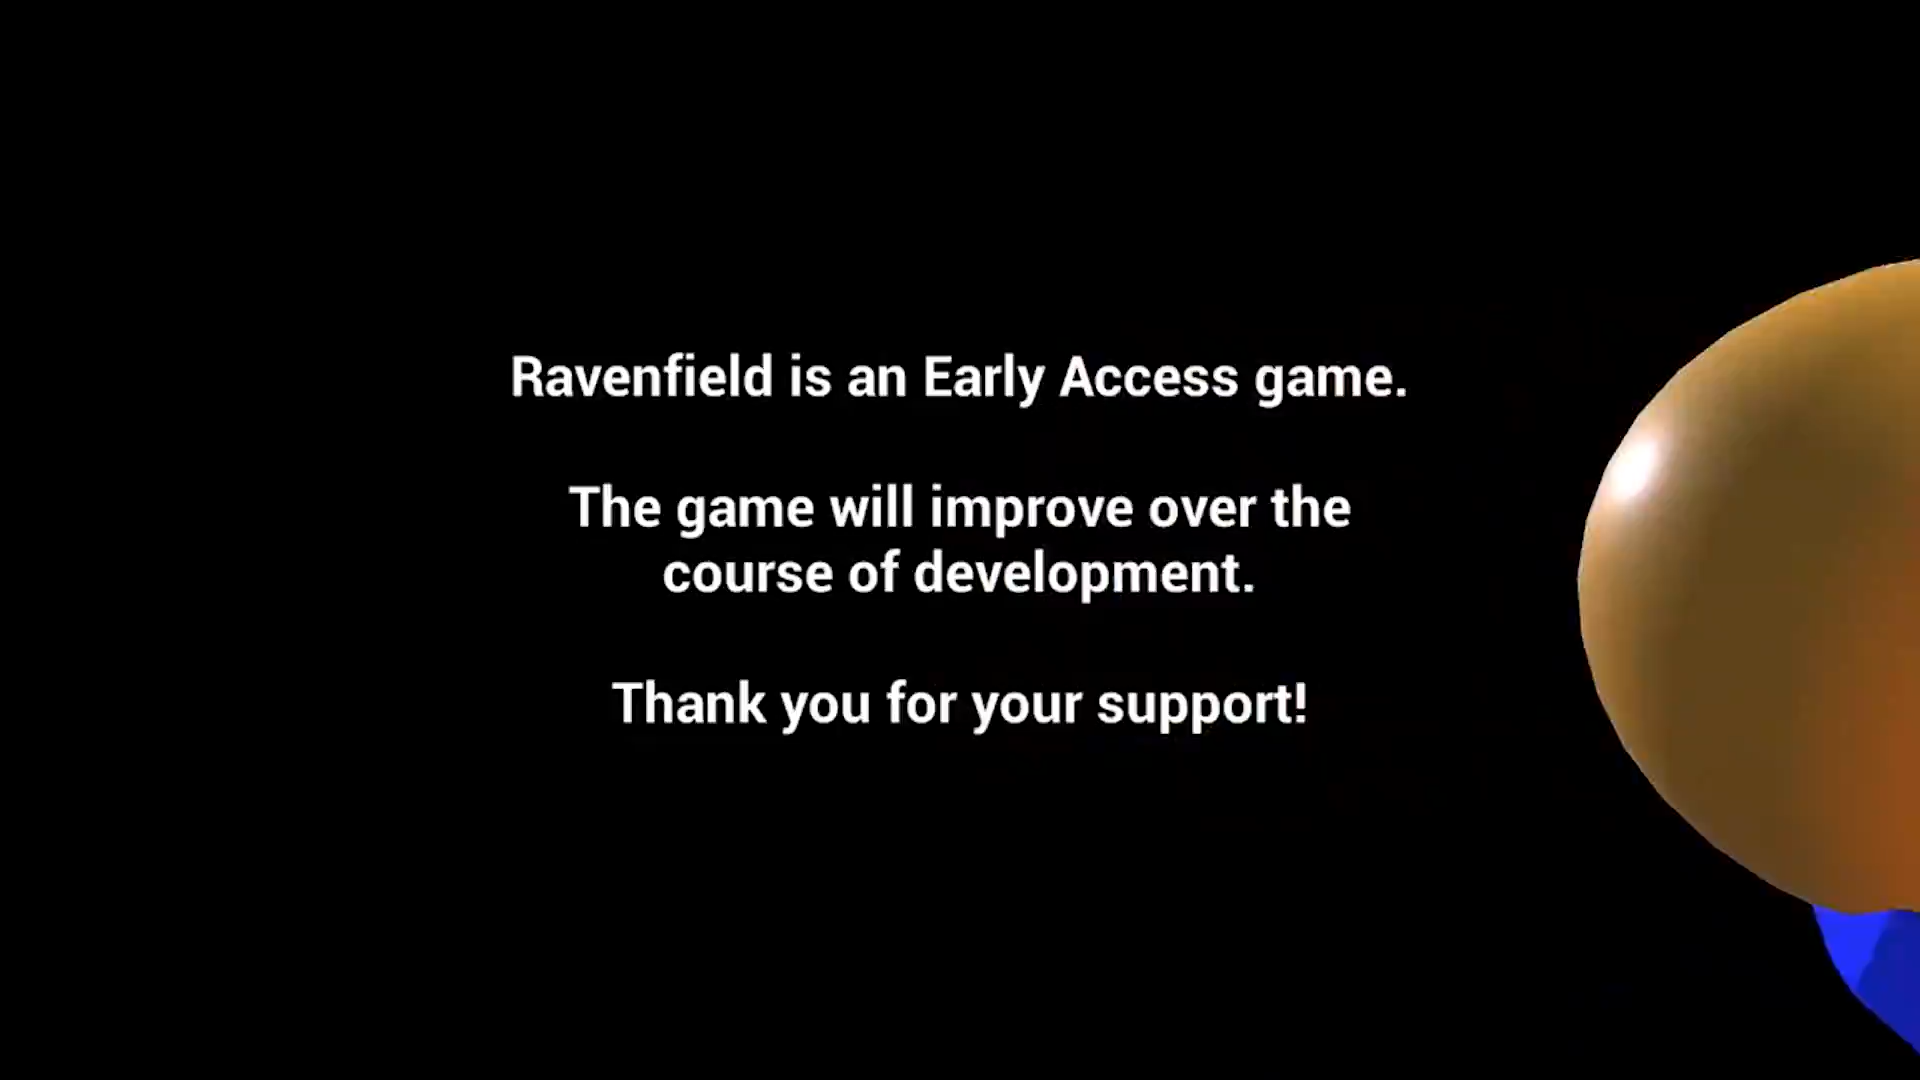 Ravenfield is an Early Access game.
The game will improve over the
course of development.
Thank you for your support!